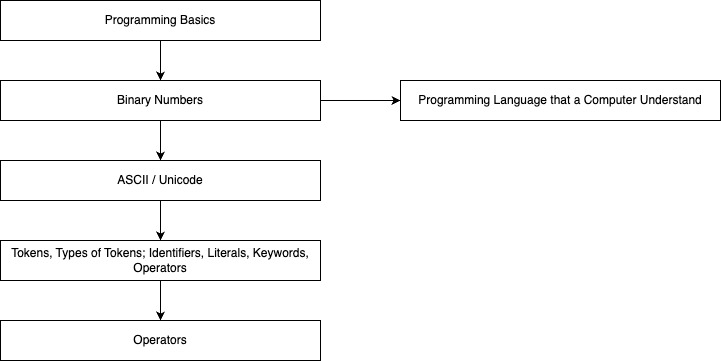 Programming Basics
Binary Numbers
Programming Language that a Computer Understand
ASCII / Unicode
Tokens, Types of Tokens; Identifiers, Literals, Keywords,
Operators
Operators